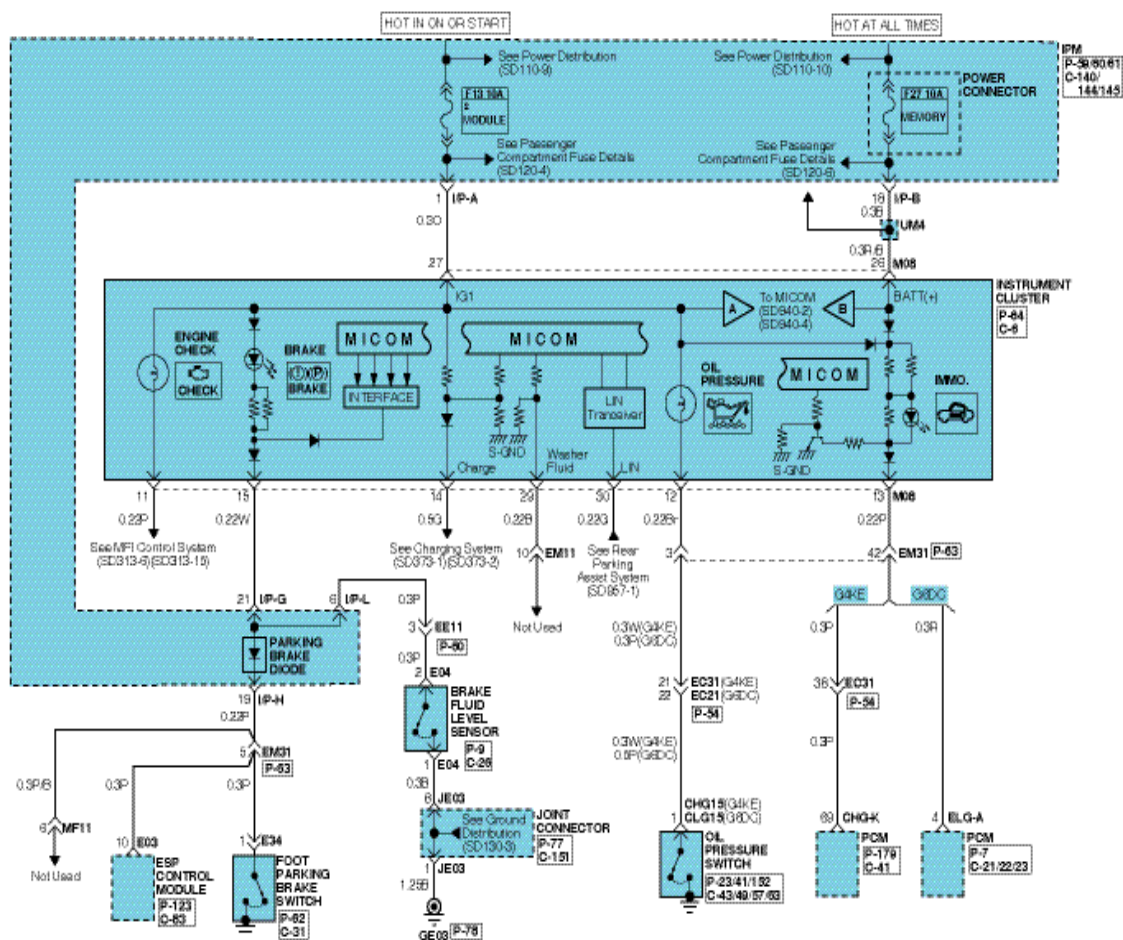 HOT IN ON OR START
HOT AT ALL TIMES
See Power Distribution
(SD110-9)
See Power Distribution
(SD110-10)
IPM
P-59/60/61
C-140/
144/145
POWER
CONNECTOR
F13 10A
MODULE
F27 10A
MEMORY
See Passenger
Compartment Fuse Details
(SD120-4)
See Passenger
Compartment Fuse Details
(SD120-6)
1 I/P-A
18 I/P-B
0.3O
0.3B
UM4
0.3R/B
27
28 M08
IG1
To MICOM
(SD940-2)
(SD940-4)
A
B
BATT(+)
INSTRUMENT
CLUSTER
P-64
C-6
ENGINE
CHECK
CHECK
BRAKE
(!)(P)
BRAKE
MICOM
INTERFACE
MICOM
LIN
Tranceiver
OIL
PRESSURE
MICOM
IMMO.
S-GND
S-GND
Charge
Washer
Fluid
LIN
11
15
14
29
30
12
13 M08
0.22P
0.22W
0.5G
0.22B
0.22G
0.22Br
0.22P
See MFI Control System
(SD313-6)(SD313-15)
See Charging System
(SD373-1)(SD373-2)
10 EM11
See Rear
Parking
Assist System
(SD957-1)
3
42 EM31 P-63
Not Used
G4KE
G6DC
21 I/P-G
6 I/P-L
0.3P
3 EE11
P-60
0.3P
0.3W(G4KE)
0.3P(G6DC)
0.3P
0.3R
PARKING
BRAKE
DIODE
2 E04
BRAKE
FLUID
LEVEL
SENSOR
P-9
C-26
21 EC31(G4KE)
22 EC21(G6DC)
P-54
36 EC31
P-54
19 I/P-H
0.22P
5 EM31
P-63
1 E04
0.3B
0.3W(G4KE)
0.5P(G6DC)
0.3P
0.3P/B
0.3P
0.3P
6 JE03
See Ground
Distribution
(SD130-3)
JOINT
CONNECTOR
P-77
C-151
CHG15(G4KE)
1 CLG15(G6DC)
69 CHG-K
4 ELG-A
6 MF11
Not Used
10 E03
ESP
CONTROL
MODULE
P-123
C-63
1 E34
FOOT
PARKING
BRAKE
SWITCH
P-62
C-31
1 JE03
1.25B
GE03 P-78
OIL
PRESSURE
SWITCH
P-23/41/152
C-43/49/57/63
PCM
P-179
C-41
PCM
P-7
C-21/22/23